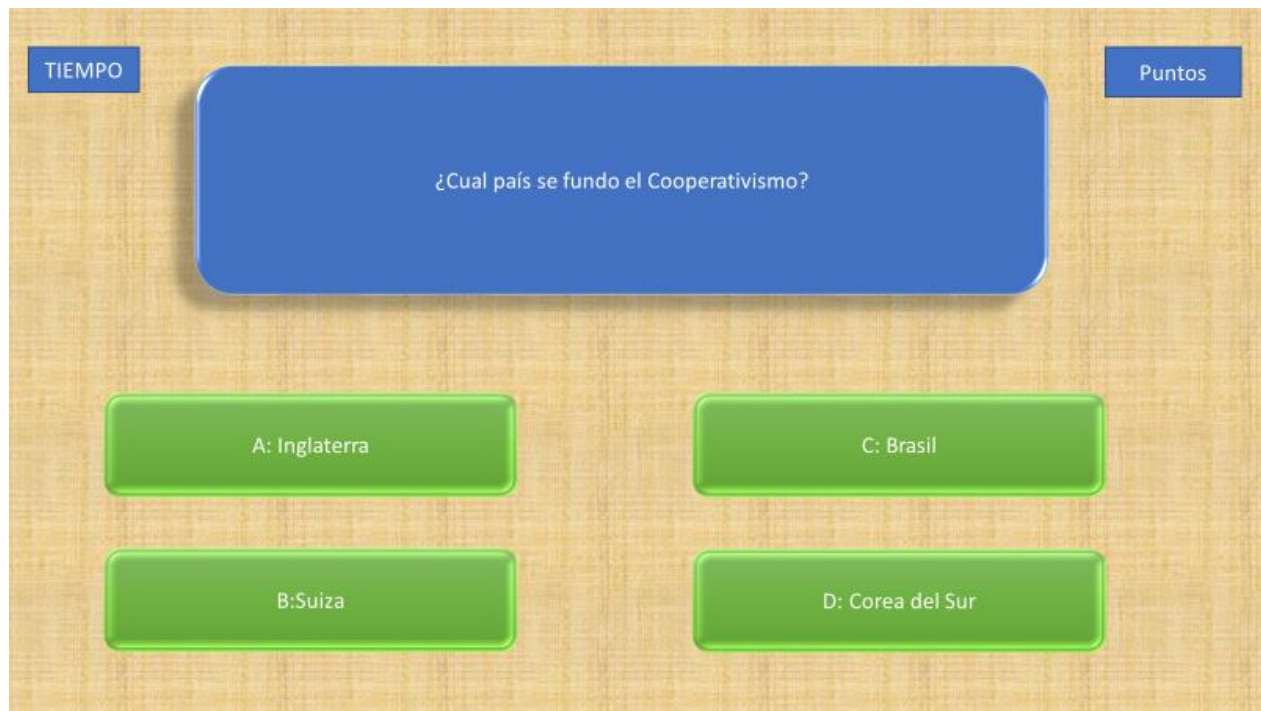 TIEMPO
Puntos
¿Cual país se fundo el Cooperativismo?
A: Inglaterra
C: Brasil
B:Suiza
D: Corea del Sur